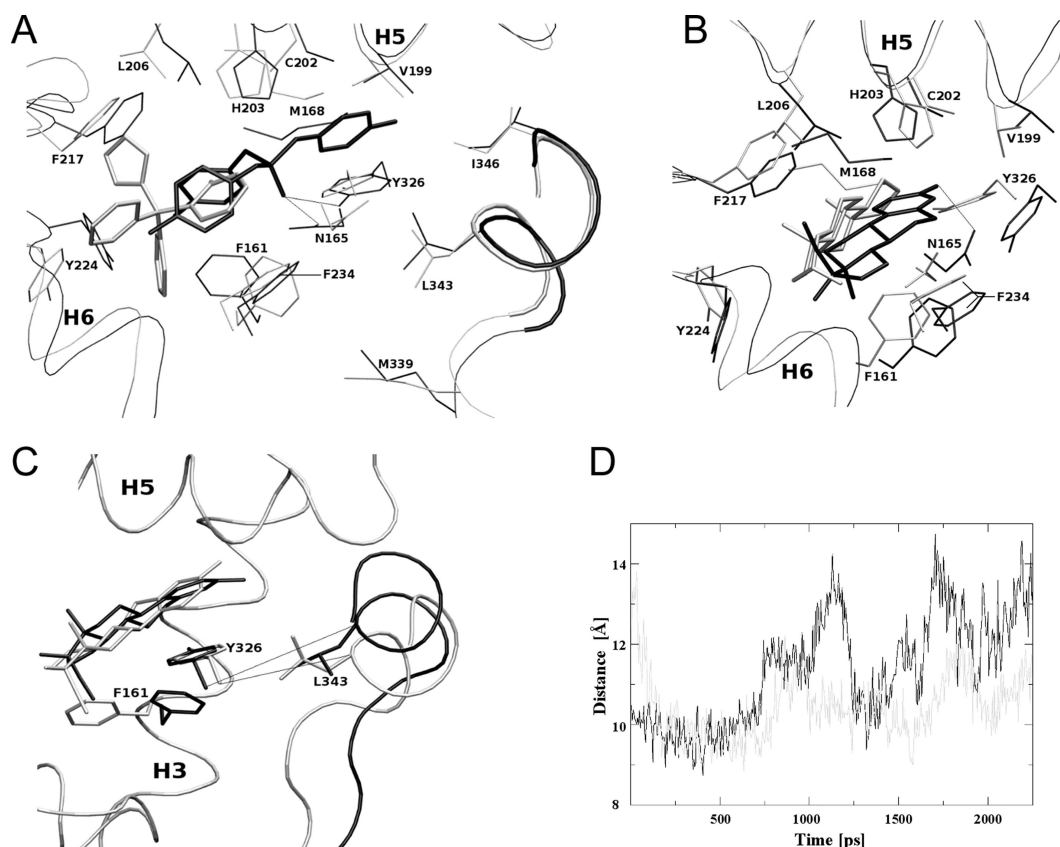 A
H5
L206
C202
V199
H203
M168
F217
I346
Y326
N165
F161
Y224
F234
L343
H6
M339
B
H5
H203
L206
C202
V199
M168
Y326
F217
N165
F234
Y224
H6
F161
C
H5
Y326
L343
F161
H3
D
14
12
10
8
Distance [Å]
500
1000
1500
2000
Time [ps]